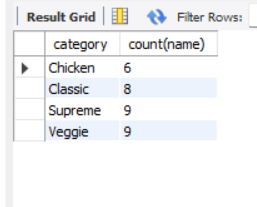 Result Grid Filter Rows:
category count(name)
Chicken 6
Classic 8
Supreme 9
Veggie 9